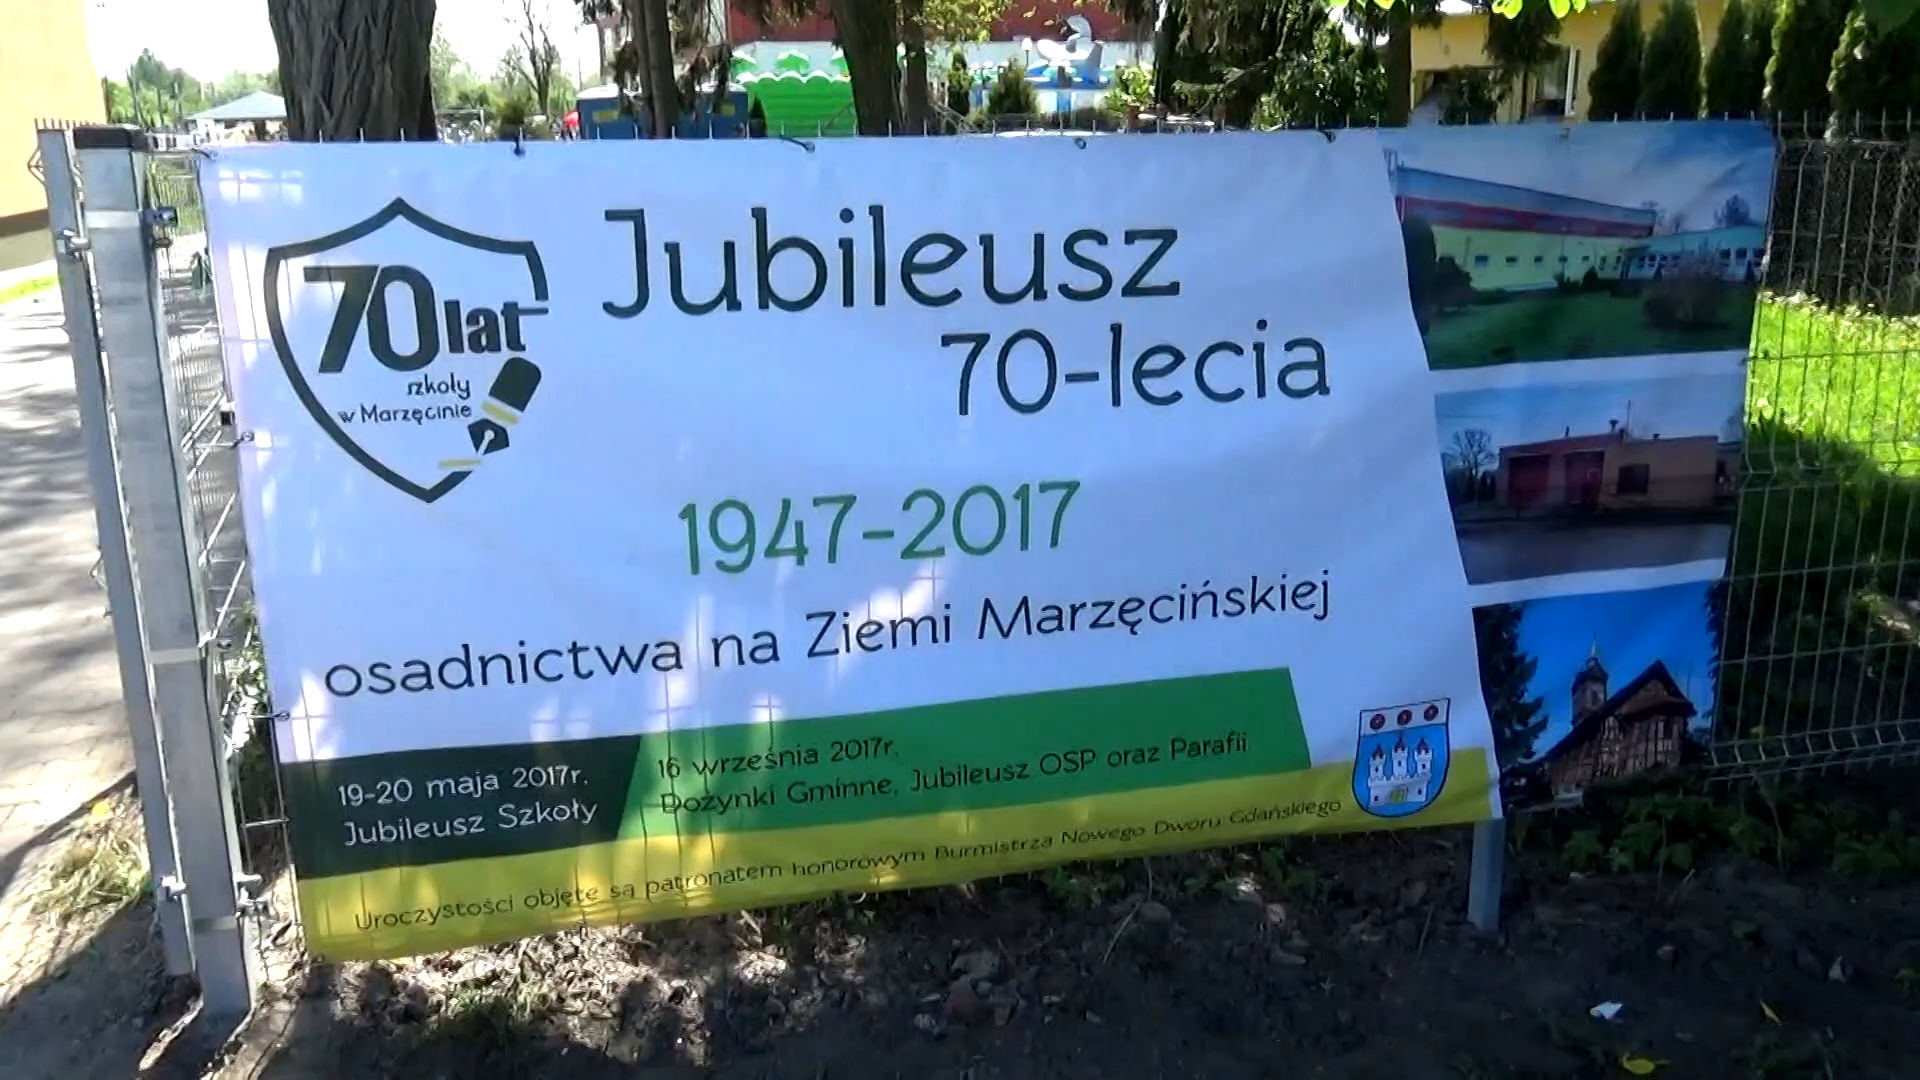 70 lat
szkoły
w Marzęcinie
Jubileusz
70-lecia
1947-2017
osadnictwa na Ziemi Marzęcińskiej
19-20 maja 2017r.
Jubileusz Szkoły
16 września 2017r.
Dożynki Gminne, Jubileusz OSP oraz Parafii
Uroczystości objęte są patronatem honorowym Burmistrza Nowego Dworu Gdańskiego